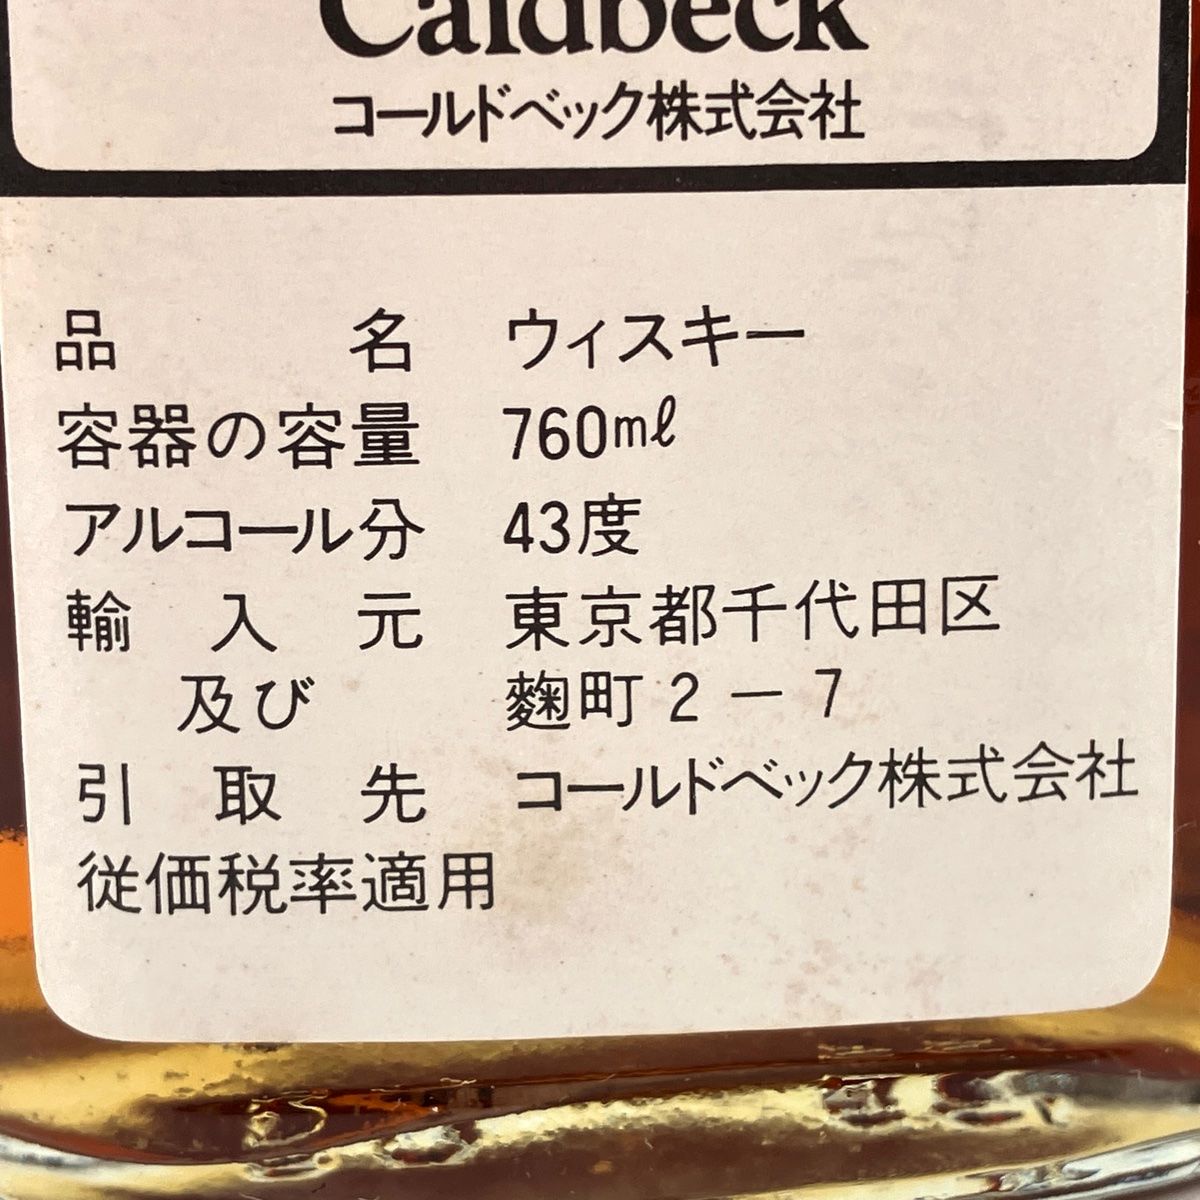 Caldbeck
コールドベック株式会社
品名 ウィスキー
容器の容量 760ml
アルコール分 43度
輸入元 東京都千代田区
及び 麴町2-7
引取先 コールドベック株式会社
従価税率適用